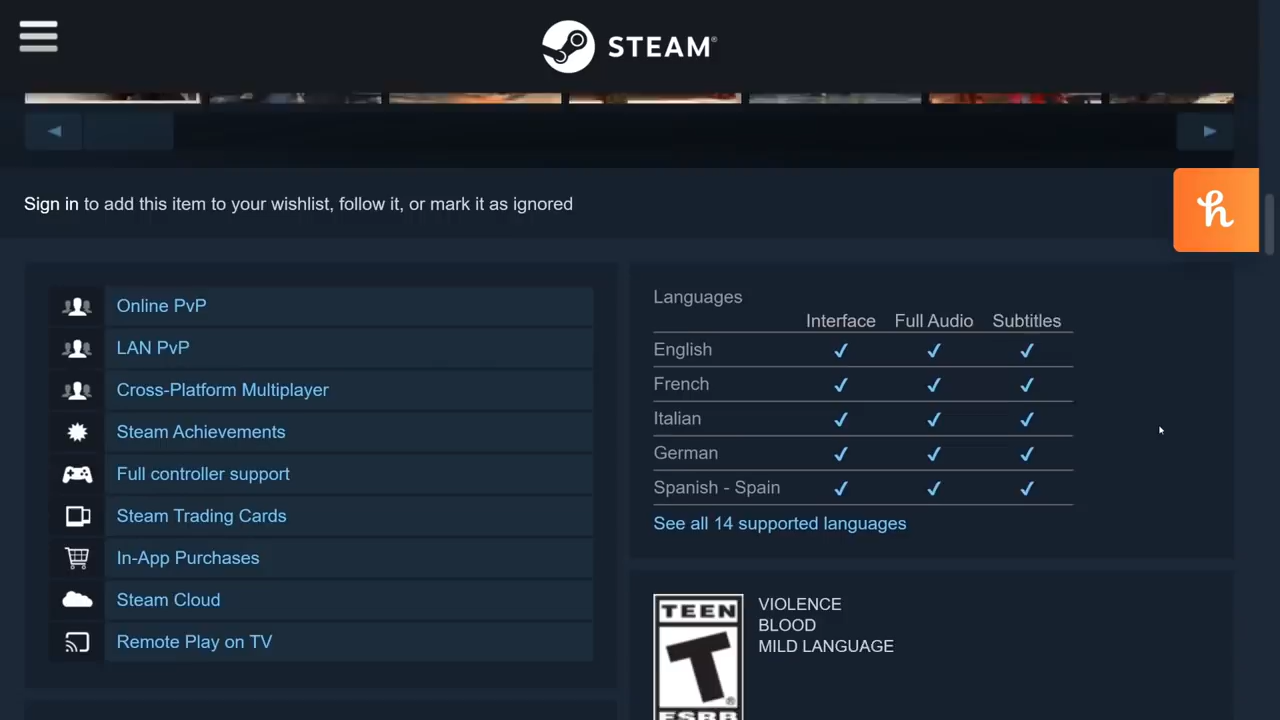 STEAM®
Sign in to add this item to your wishlist, follow it, or mark it as ignored
h
Online PvP
LAN PvP
Cross-Platform Multiplayer
Steam Achievements
Full controller support
Steam Trading Cards
In-App Purchases
Steam Cloud
Remote Play on TV
Languages
Interface Full Audio Subtitles
English ✔ ✔ ✔
French ✔ ✔ ✔
Italian ✔ ✔ ✔
German ✔ ✔ ✔
Spanish - Spain ✔ ✔ ✔
See all 14 supported languages
TEEN
T®
ESRB
VIOLENCE
BLOOD
MILD LANGUAGE